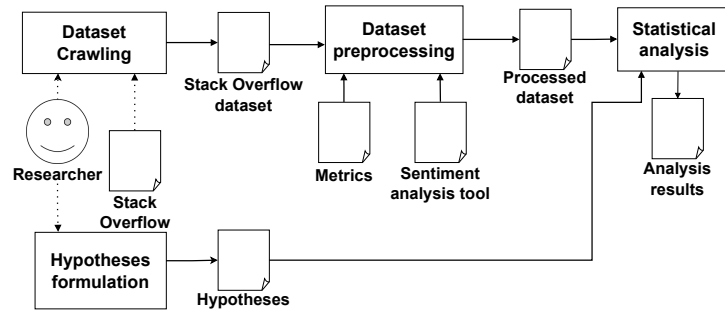 Dataset
Crawling
Stack Overflow
dataset
Dataset
preprocessing
Processed
dataset
Statistical
analysis
Researcher
Stack
Overflow
Metrics
Sentiment
analysis tool
Analysis
results
Hypotheses
formulation
Hypotheses